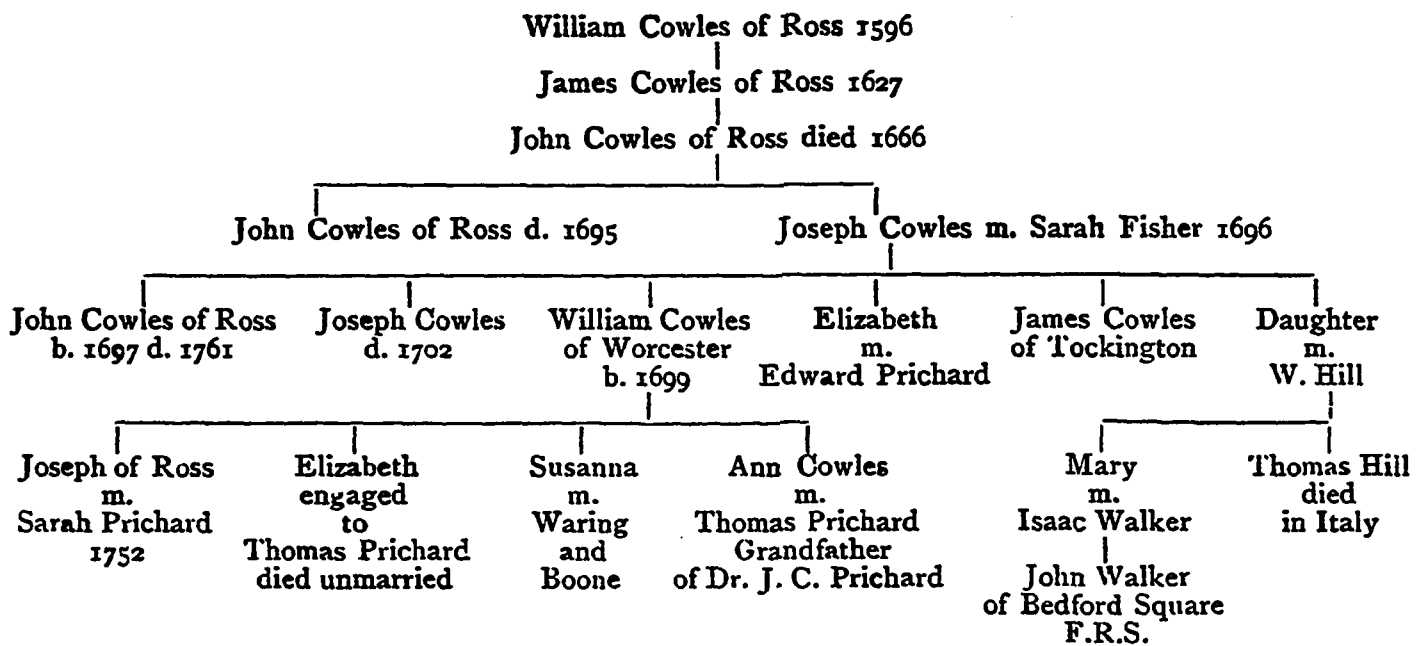 William Cowles of Ross 1596
James Cowles of Ross 1627
John Cowles of Ross died 1666
John Cowles of Ross d. 1695
Joseph Cowles m. Sarah Fisher 1696
John Cowles of Ross
b. 1697 d. 1761
Joseph Cowles
d. 1702
William Cowles
of Worcester
b. 1699
Elizabeth
m.
Edward Prichard
James Cowles
of Tockington
Daughter
m.
W. Hill
Joseph of Ross
m.
Sarah Prichard
1752
Elizabeth
engaged
to
Thomas Prichard
died unmarried
Susanna
m.
Waring
and
Boone
Ann Cowles
m.
Thomas Prichard
Grandfather
of Dr. J. C. Prichard
Mary
m.
Isaac Walker
John Walker
of Bedford Square
F.R.S.
Thomas Hill
died
in Italy